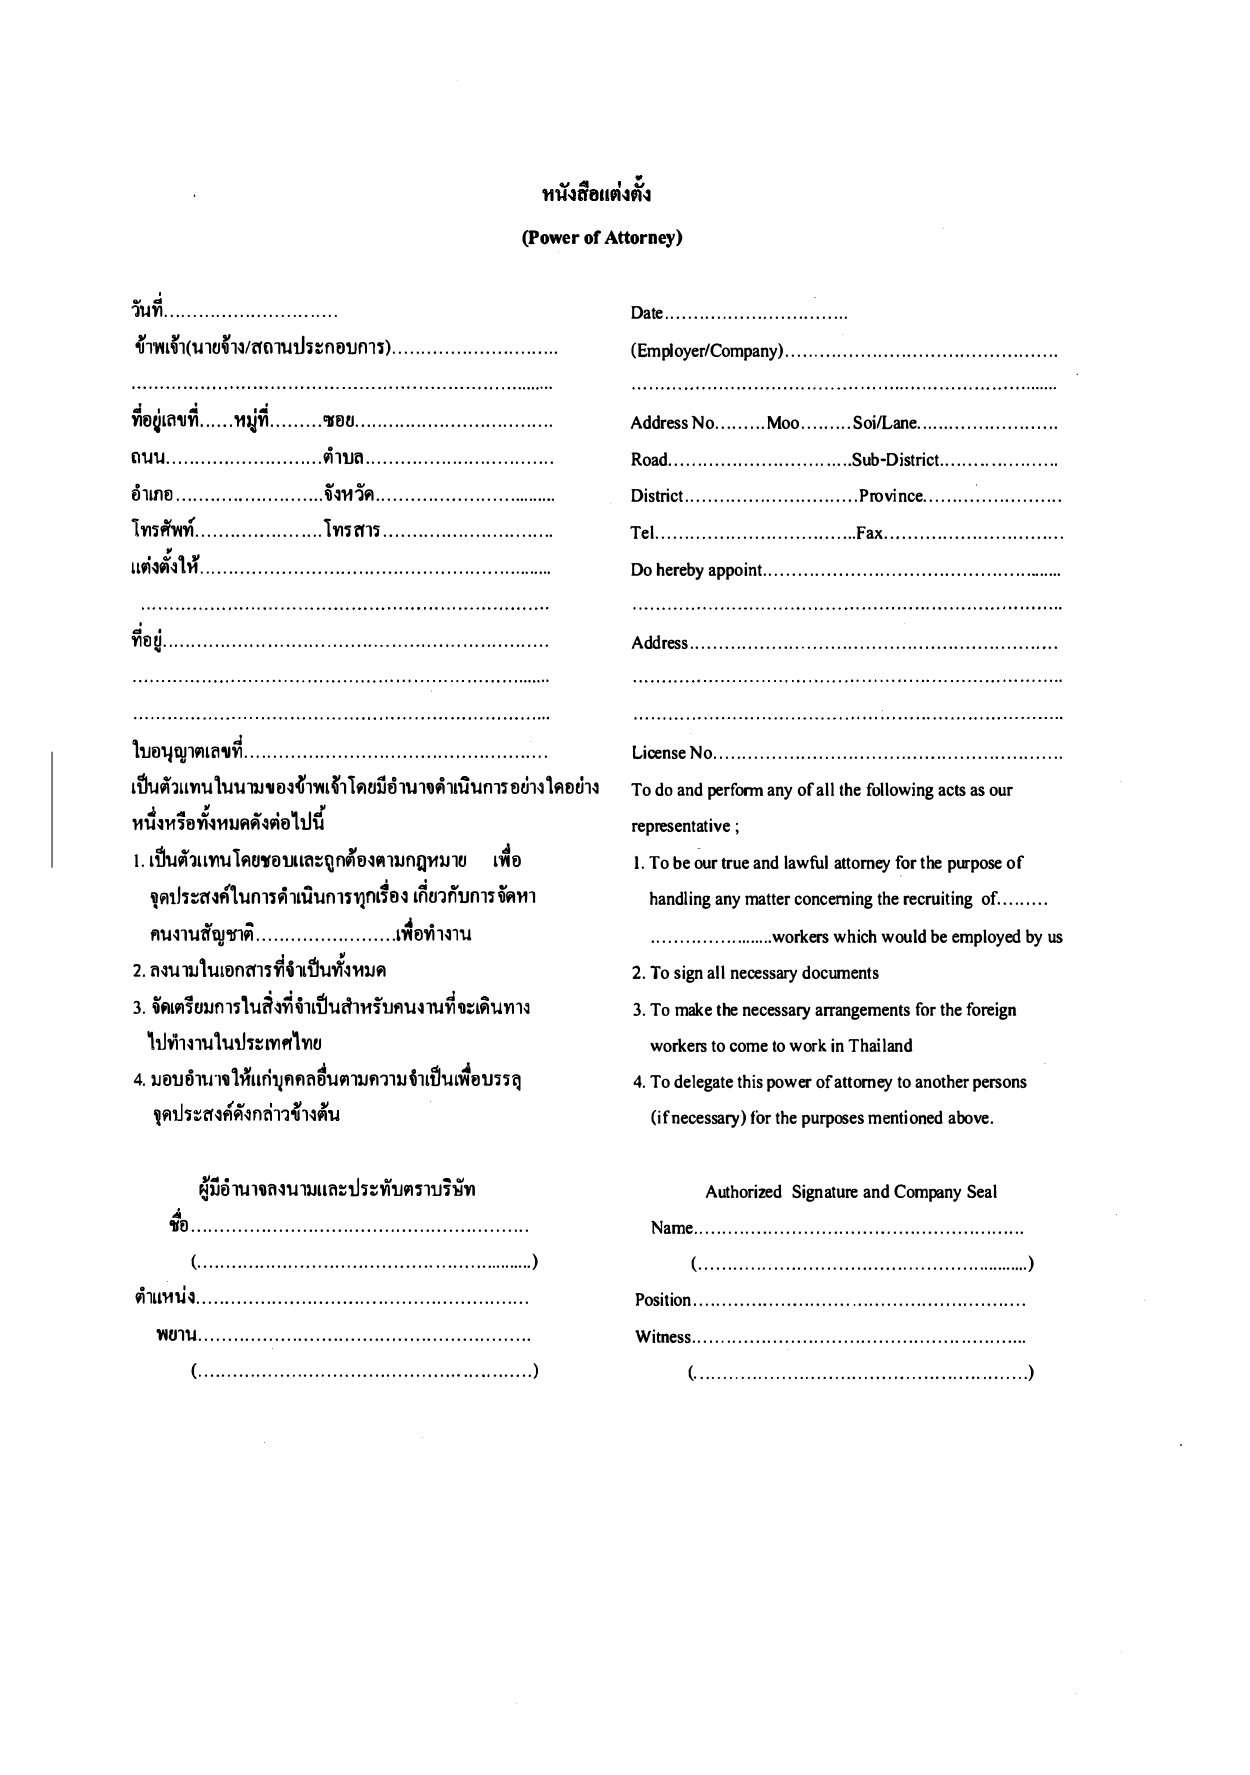 หนังสือแต่งตั้ง
(Power of Attorney)
วันที่..............................
ข้าพเจ้า(นายจ้าง/สถานประกอบการ).............................
..........................................................................
ที่อยู่เลขที่......หมู่ที่.........ซอย..................................
ถนน...........................ตำบล.................................
อำเภอ..........................จังหวัด................................
โทรศัพท์......................โทรสาร..............................
แต่งตั้งให้.............................................................
.......................................................................
ที่อยู่....................................................................
.........................................................................
.........................................................................
ใบอนุญาตเลขที่.....................................................
เป็นตัวแทนในนามของข้าพเจ้าโดยมีอำนาจดำเนินการอย่างใดอย่าง
หนึ่งหรือทั้งหมดดังต่อไปนี้
1. เป็นตัวแทนโดยชอบและถูกต้องตามกฎหมาย เพื่อ
จุดประสงค์ในการดำเนินการทุกเรื่อง เกี่ยวกับการจัดหา
คนงานสัญชาติ........................เพื่อทำงาน
2. ลงนามในเอกสารที่จำเป็นทั้งหมด
3. จัดเตรียมการในสิ่งที่จำเป็นสำหรับคนงานที่จะเดินทาง
ไปทำงานในประเทศไทย
4. มอบอำนาจให้แก่บุคคลอื่นตามความจำเป็นเพื่อบรรลุ
จุดประสงค์ดังกล่าวข้างต้น
ผู้มีอำนาจลงนามและประทับตราบริษัท
ชื่อ...........................................................
(..........................................................)
ตำแหน่ง..........................................................
พยาน..........................................................
(..........................................................)
Date................................
(Employer/Company)................................................
..........................................................................
Address No.........Moo.........Soi/Lane.........................
Road................................Sub-District.....................
District..............................Province........................
Tel...................................Fax...............................
Do hereby appoint....................................................
...........................................................................
Address................................................................
...........................................................................
...........................................................................
License No.............................................................
To do and perform any of all the following acts as our
representative ;
1. To be our true and lawful attorney for the purpose of
handling any matter concerning the recruiting of.........
.....................workers which would be employed by us
2. To sign all necessary documents
3. To make the necessary arrangements for the foreign
workers to come to work in Thailand
4. To delegate this power of attorney to another persons
(if necessary) for the purposes mentioned above.
Authorized Signature and Company Seal
Name.........................................................
(..........................................................)
Position..........................................................
Witness..........................................................
(..........................................................)